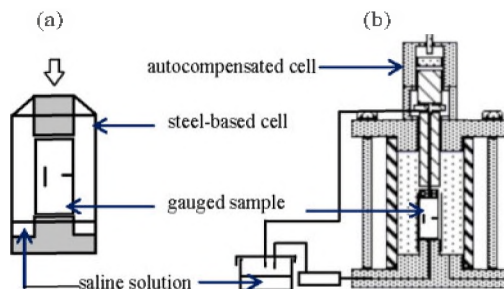 (a)
(b)
autocompensated cell
steel-based cell
gauged sample
saline solution